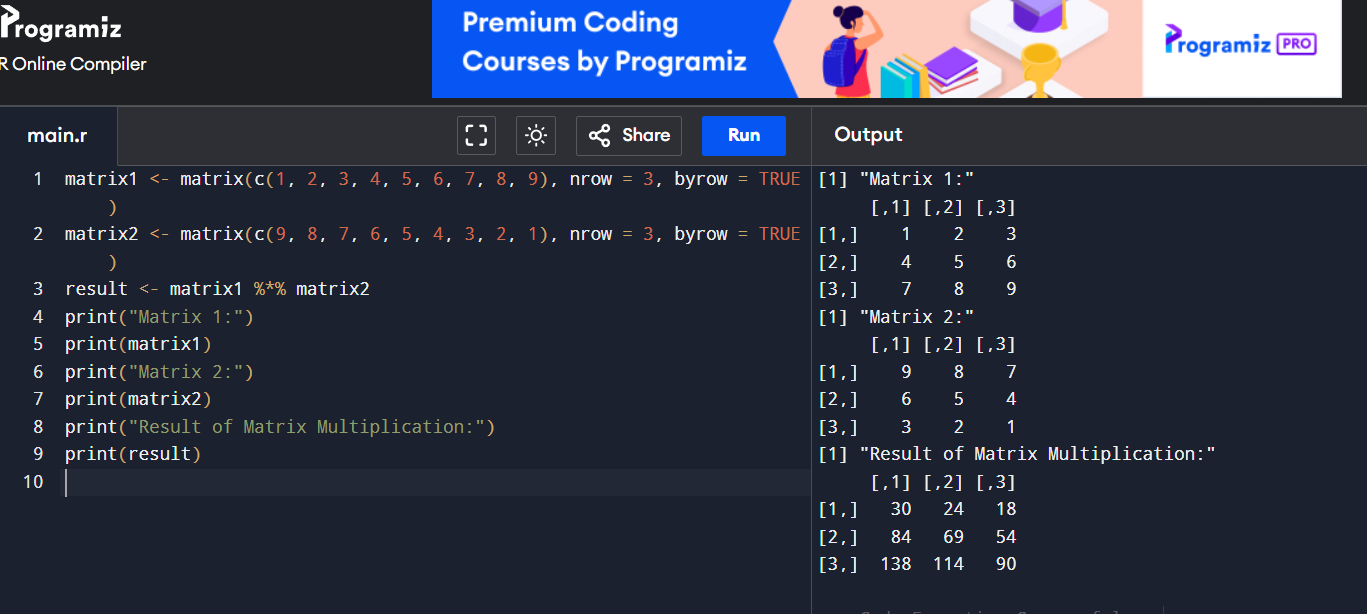 Programiz
R Online Compiler
Premium Coding
Courses by Programiz
Programiz PRO
main.r
Share
Run
Output
1 matrix1 <- matrix(c(1, 2, 3, 4, 5, 6, 7, 8, 9), nrow = 3, byrow = TRUE
)
2 matrix2 <- matrix(c(9, 8, 7, 6, 5, 4, 3, 2, 1), nrow = 3, byrow = TRUE
)
3 result <- matrix1 %*% matrix2
4 print("Matrix 1:")
5 print(matrix1)
6 print("Matrix 2:")
7 print(matrix2)
8 print("Result of Matrix Multiplication:")
9 print(result)
10
[1] "Matrix 1:"
     [,1] [,2] [,3]
[1,]    1    2    3
[2,]    4    5    6
[3,]    7    8    9
[1] "Matrix 2:"
     [,1] [,2] [,3]
[1,]    9    8    7
[2,]    6    5    4
[3,]    3    2    1
[1] "Result of Matrix Multiplication:"
     [,1] [,2] [,3]
[1,]   30   24   18
[2,]   84   69   54
[3,]  138  114   90